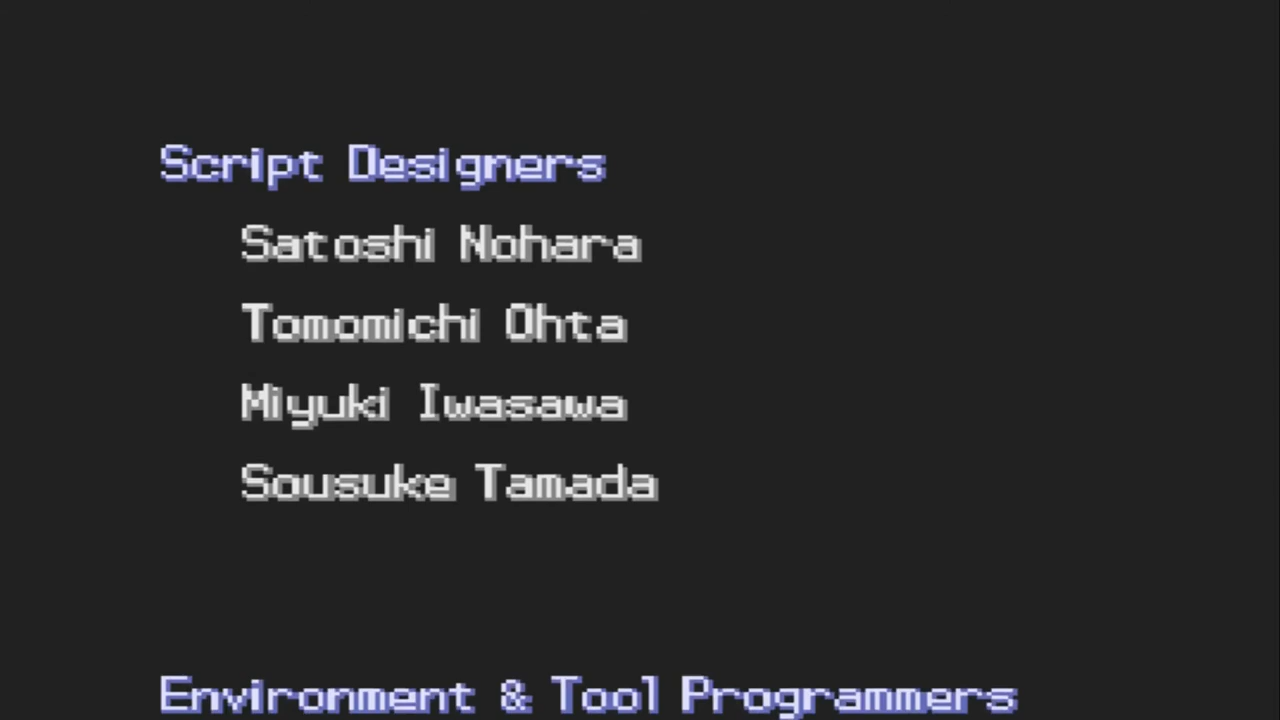 Script Designers
Satoshi Nohara
Tomomichi Ohta
Miyuki Iwasawa
Sousuke Tamada
Environment & Tool Programmers